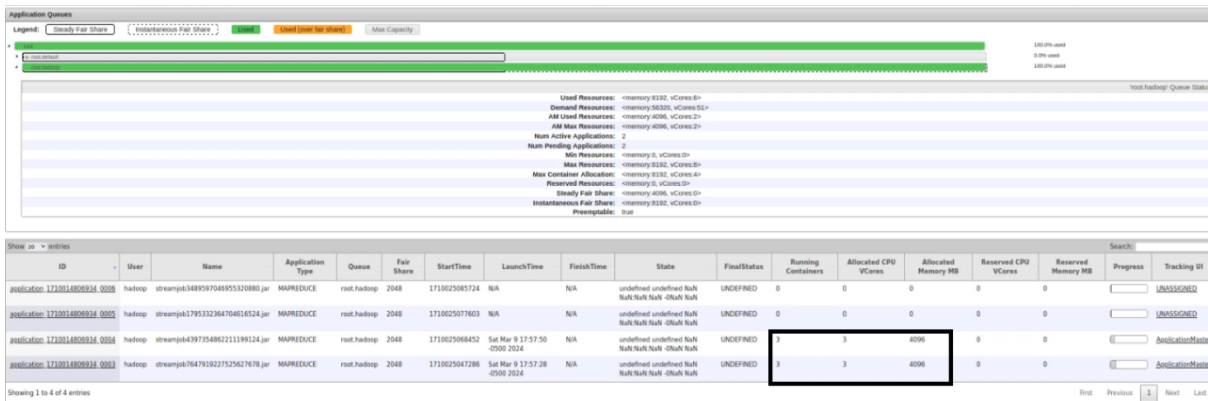 Application Queues
Legend: Steady Fair Share Instantaneous Fair Share Used Used (over fair share) Max Capacity
root 100.0% used
root.default 0.0% used
root.hadoop 100.0% used
'root.hadoop' Queue Statu
Used Resources: <memory:8192, vCores:6>
Demand Resources: <memory:56320, vCores:51>
AM Used Resources: <memory:4096, vCores:2>
AM Max Resources: <memory:4096, vCores:2>
Num Active Applications: 2
Num Pending Applications: 2
Min Resources: <memory:0, vCores:0>
Max Resources: <memory:8192, vCores:8>
Max Container Allocation: <memory:8192, vCores:4>
Reserved Resources: <memory:0, vCores:0>
Steady Fair Share: <memory:4096, vCores:0>
Instantaneous Fair Share: <memory:8192, vCores:0>
Preemptable: true
Show 20 entries Search:
ID User Name Application Type Queue Fair Share StartTime LaunchTime FinishTime State FinalStatus Running Containers Allocated CPU VCores Allocated Memory MB Reserved CPU VCores Reserved Memory MB Progress Tracking UI
application_1710014806934_0006 hadoop streamjob3489597046955320880.jar MAPREDUCE root.hadoop 2048 1710025085724 N/A N/A undefined undefined NaN NaN:NaN:NaN -0NaN NaN UNDEFINED 0 0 0 0 0 UNASSIGNED
application_1710014806934_0005 hadoop streamjob1795332364704616524.jar MAPREDUCE root.hadoop 2048 1710025077603 N/A N/A undefined undefined NaN NaN:NaN:NaN -0NaN NaN UNDEFINED 0 0 0 0 0 UNASSIGNED
application_1710014806934_0004 hadoop streamjob4397354862211199124.jar MAPREDUCE root.hadoop 2048 1710025068452 Sat Mar 9 17:57:50 -0500 2024 N/A undefined undefined NaN NaN:NaN:NaN -0NaN NaN UNDEFINED 3 3 4096 0 0 ApplicationMaste
application_1710014806934_0003 hadoop streamjob7647919227525627678.jar MAPREDUCE root.hadoop 2048 1710025047286 Sat Mar 9 17:57:28 -0500 2024 N/A undefined undefined NaN NaN:NaN:NaN -0NaN NaN UNDEFINED 3 3 4096 0 0 ApplicationMaste
Showing 1 to 4 of 4 entries First Previous 1 Next Last